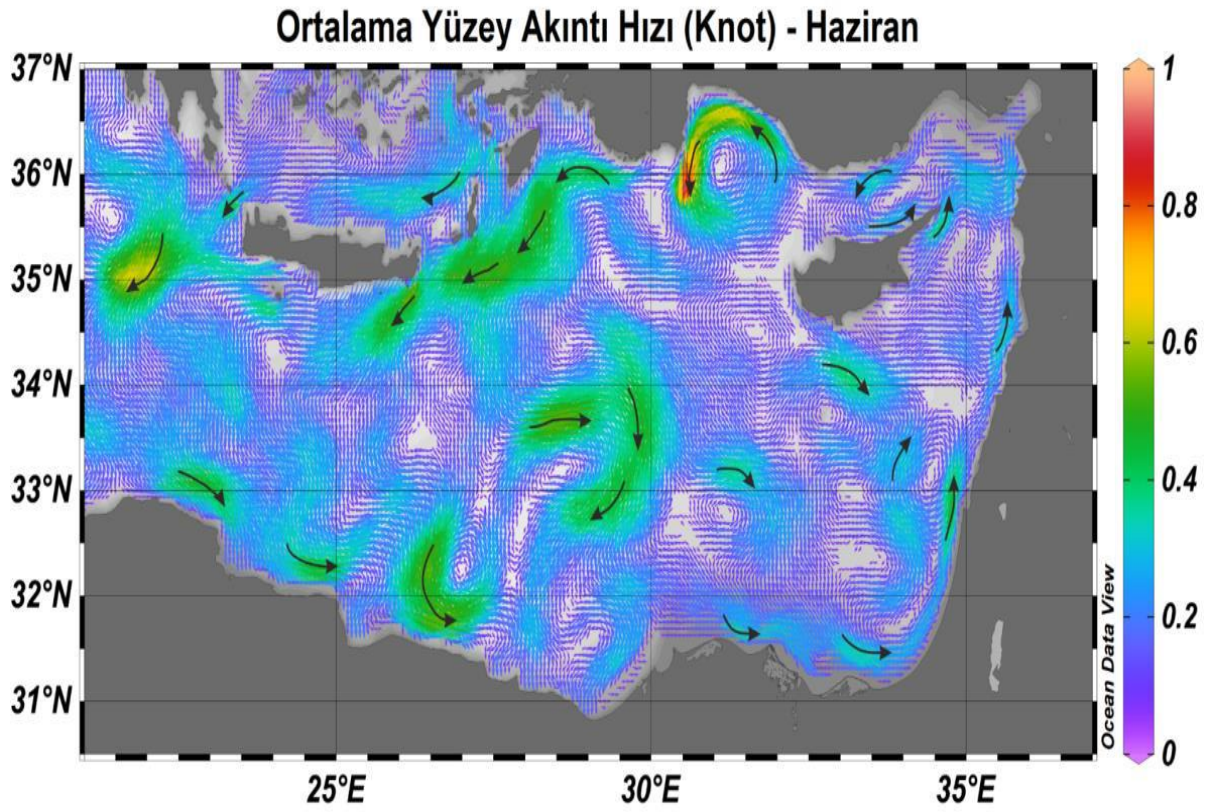 Ortalama Yüzey Akıntı Hızı (Knot) - Haziran
37°N
36°N
35°N
34°N
33°N
32°N
31°N
25°E
30°E
35°E
Ocean Data View
1
0.8
0.6
0.4
0.2
0